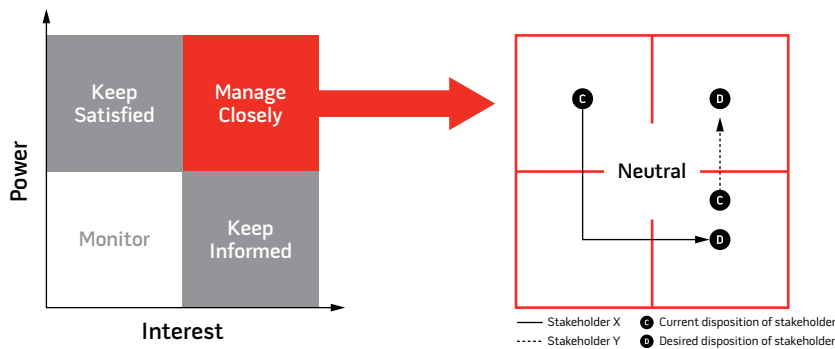 Power
Keep
Satisfied
Manage
Closely
Monitor
Keep
Informed
Interest
C
D
Neutral
C
D
Stakeholder X
C Current disposition of stakeholder
Stakeholder Y
D Desired disposition of stakeholder